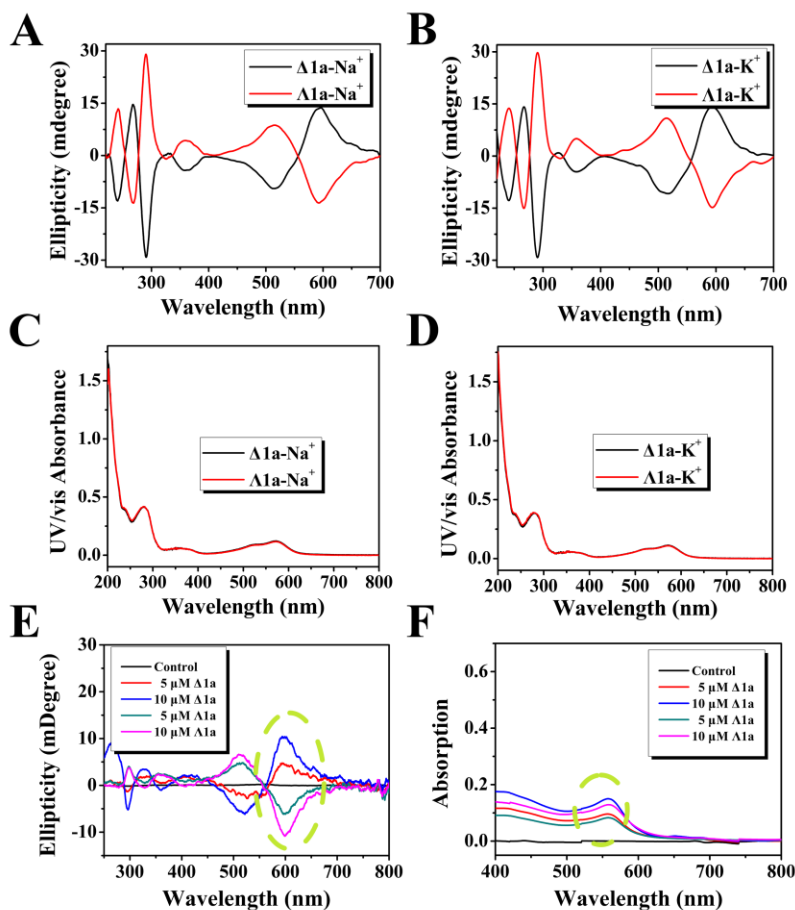 A
Ellipticity (mdegree)
30
15
0
-15
-30
Δ1a-Na⁺
Λ1a-Na⁺
300 400 500 600 700
Wavelength (nm)
B
Ellipticity (mdegree)
30
15
0
-15
-30
Δ1a-K⁺
Λ1a-K⁺
300 400 500 600 700
Wavelength (nm)
C
UV/vis Absorbance
1.5
1.0
0.5
0.0
Δ1a-Na⁺
Λ1a-Na⁺
200 300 400 500 600 700 800
Wavelength (nm)
D
UV/vis Absorbance
1.5
1.0
0.5
0.0
Δ1a-K⁺
Λ1a-K⁺
200 300 400 500 600 700 800
Wavelength (nm)
E
Ellipticity (mDegree)
30
20
10
0
-10
Control
5 µM Δ1a
10 µM Δ1a
5 µM Λ1a
10 µM Λ1a
300 400 500 600 700 800
Wavelength (nm)
F
Absorption
0.6
0.4
0.2
0.0
Control
5 µM Δ1a
10 µM Δ1a
5 µM Λ1a
10 µM Λ1a
400 500 600 700 800
Wavelength (nm)